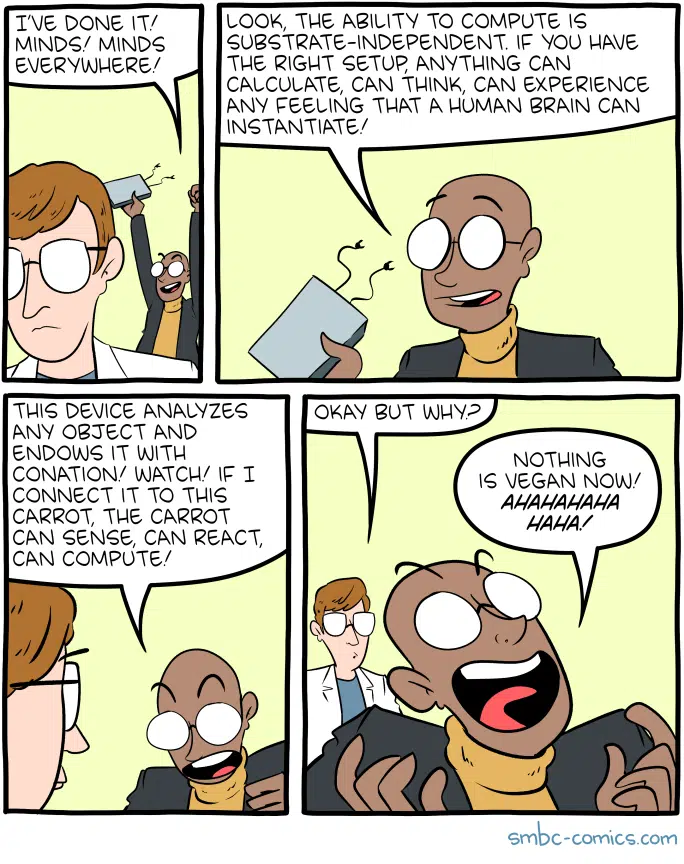 I'VE DONE IT!
MINDS! MINDS
EVERYWHERE!
LOOK, THE ABILITY TO COMPUTE IS
SUBSTRATE-INDEPENDENT. IF YOU HAVE
THE RIGHT SETUP, ANYTHING CAN
CALCULATE, CAN THINK, CAN EXPERIENCE
ANY FEELING THAT A HUMAN BRAIN CAN
INSTANTIATE!
THIS DEVICE ANALYZES
ANY OBJECT AND
ENDOWS IT WITH
CONATION! WATCH! IF I
CONNECT IT TO THIS
CARROT, THE CARROT
CAN SENSE, CAN REACT,
CAN COMPUTE!
OKAY BUT WHY?
NOTHING
IS VEGAN NOW!
AHAHAHAHA
HAHA!
smbc-comics.com